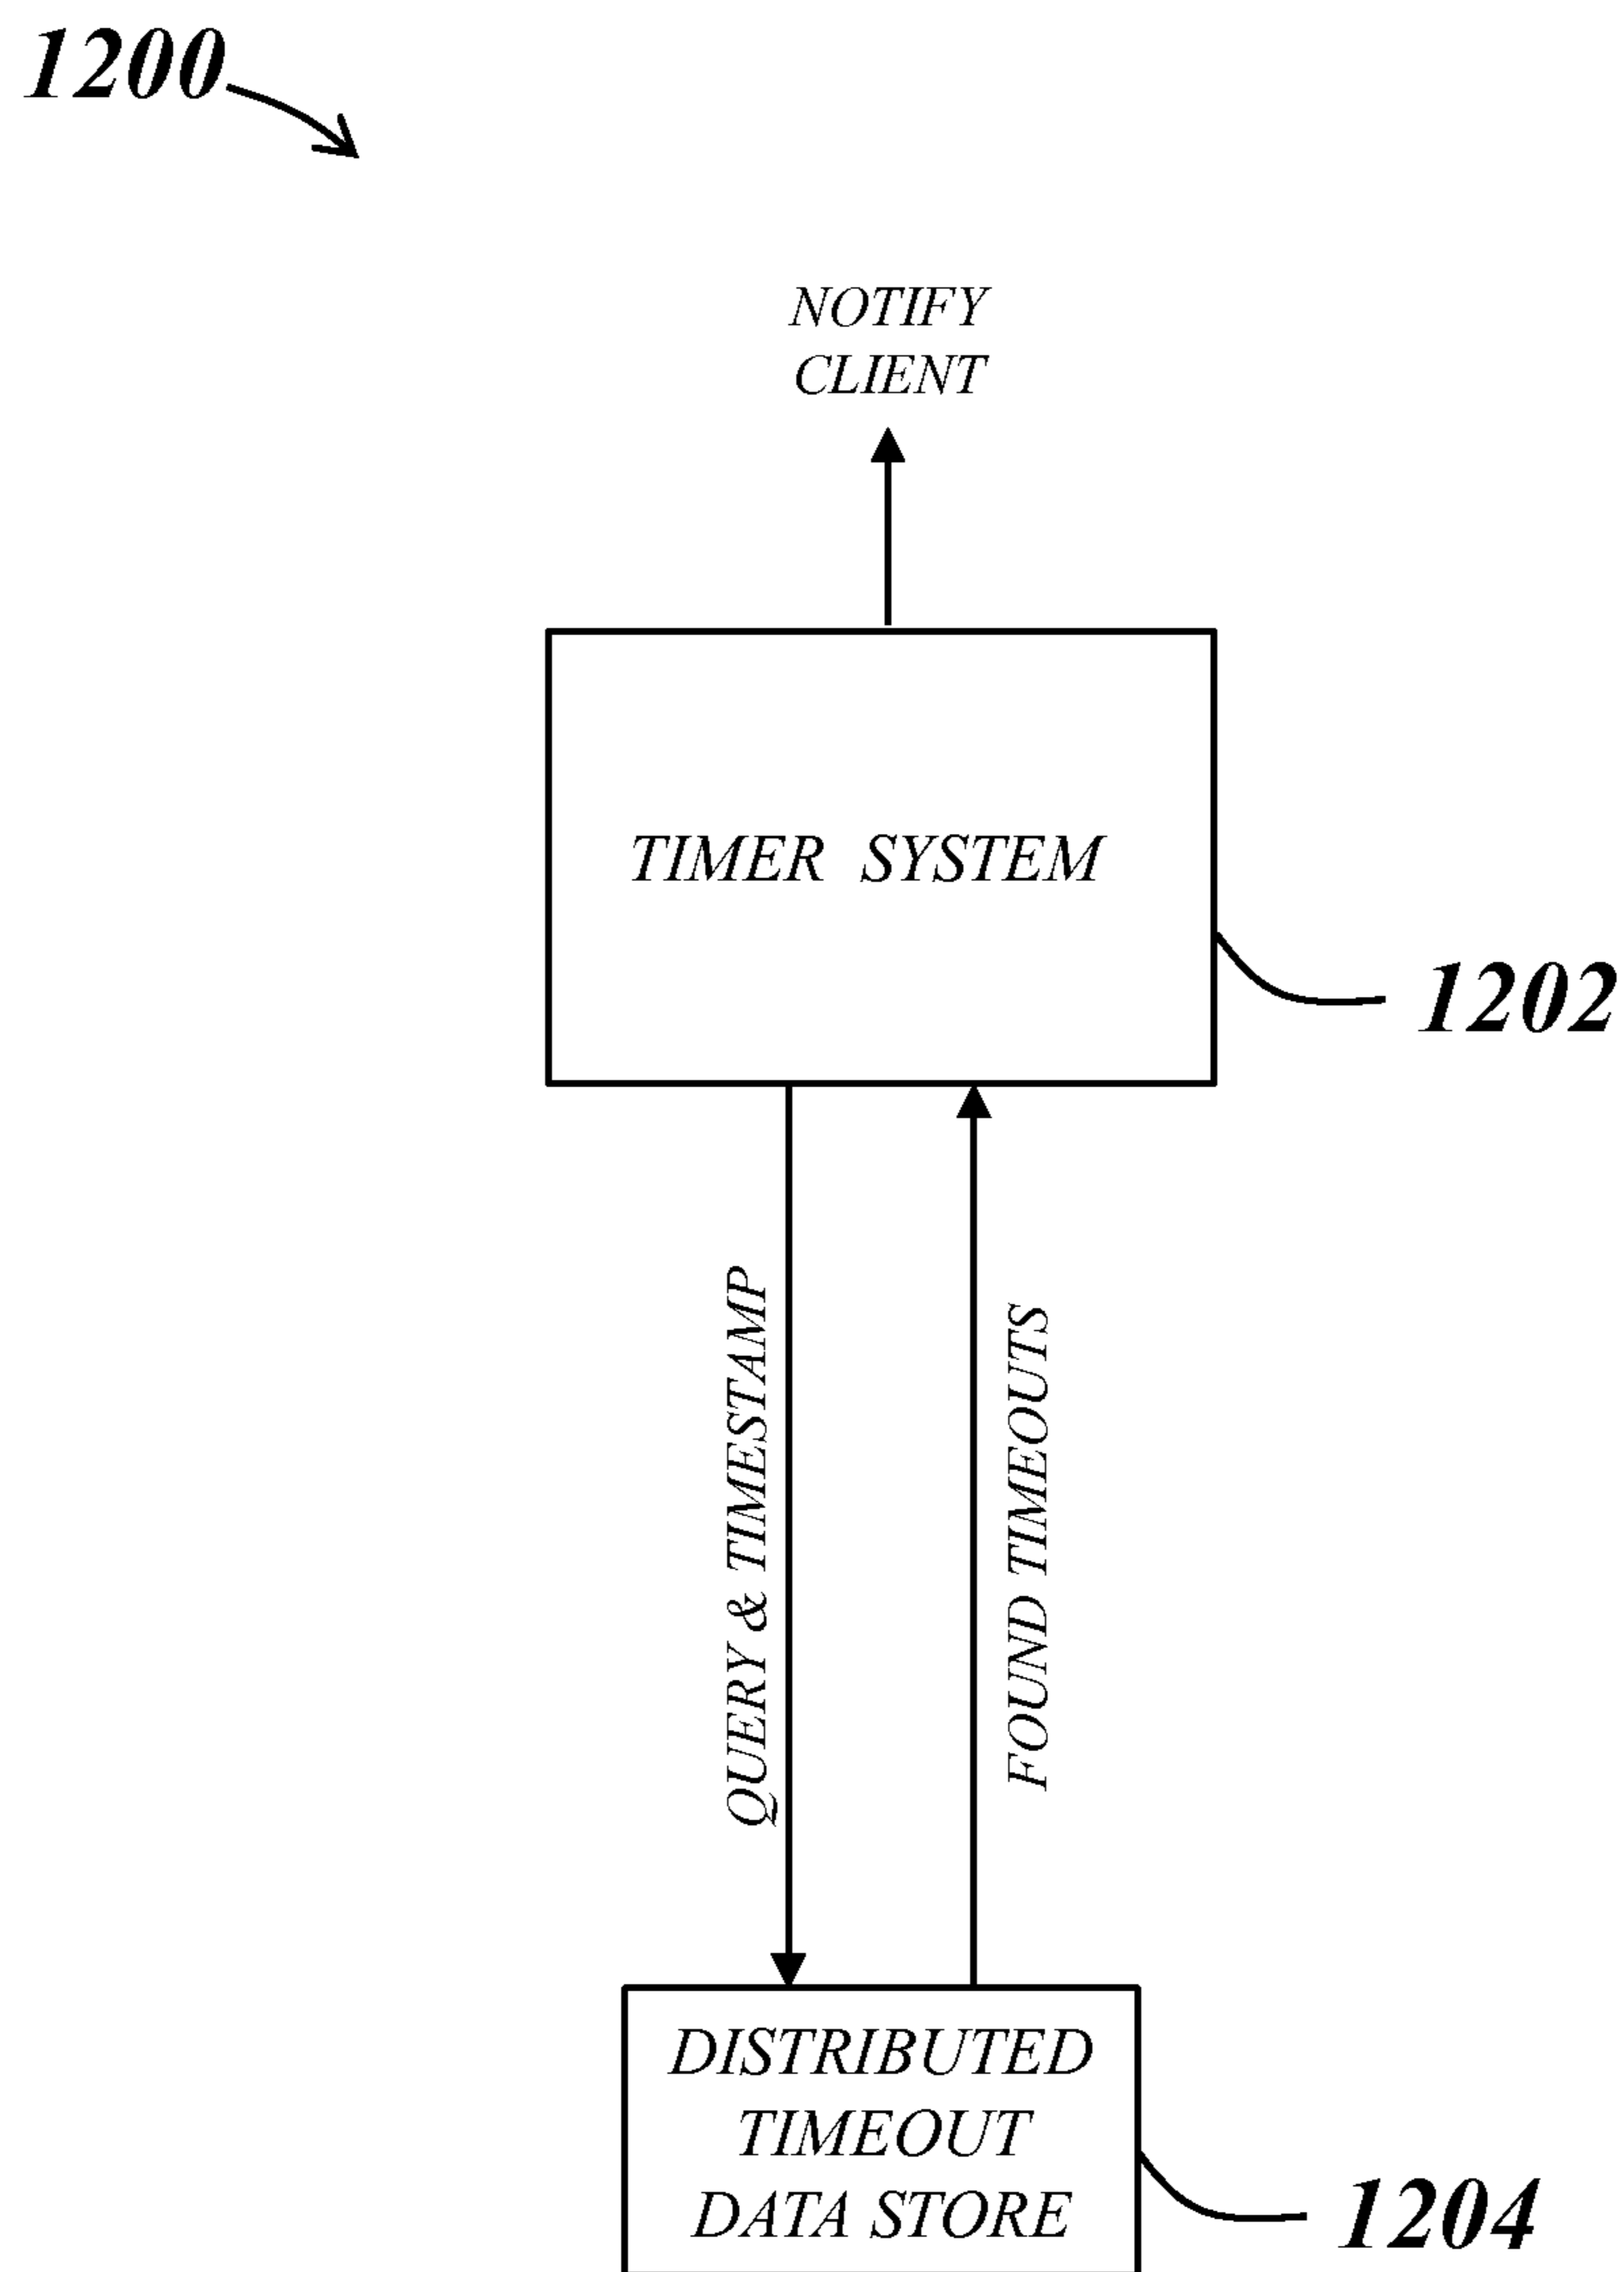 1200
NOTIFY
CLIENT
TIMER SYSTEM
1202
QUERY & TIMESTAMP
FOUND TIMEOUTS
DISTRIBUTED
TIMEOUT
DATA STORE
1204